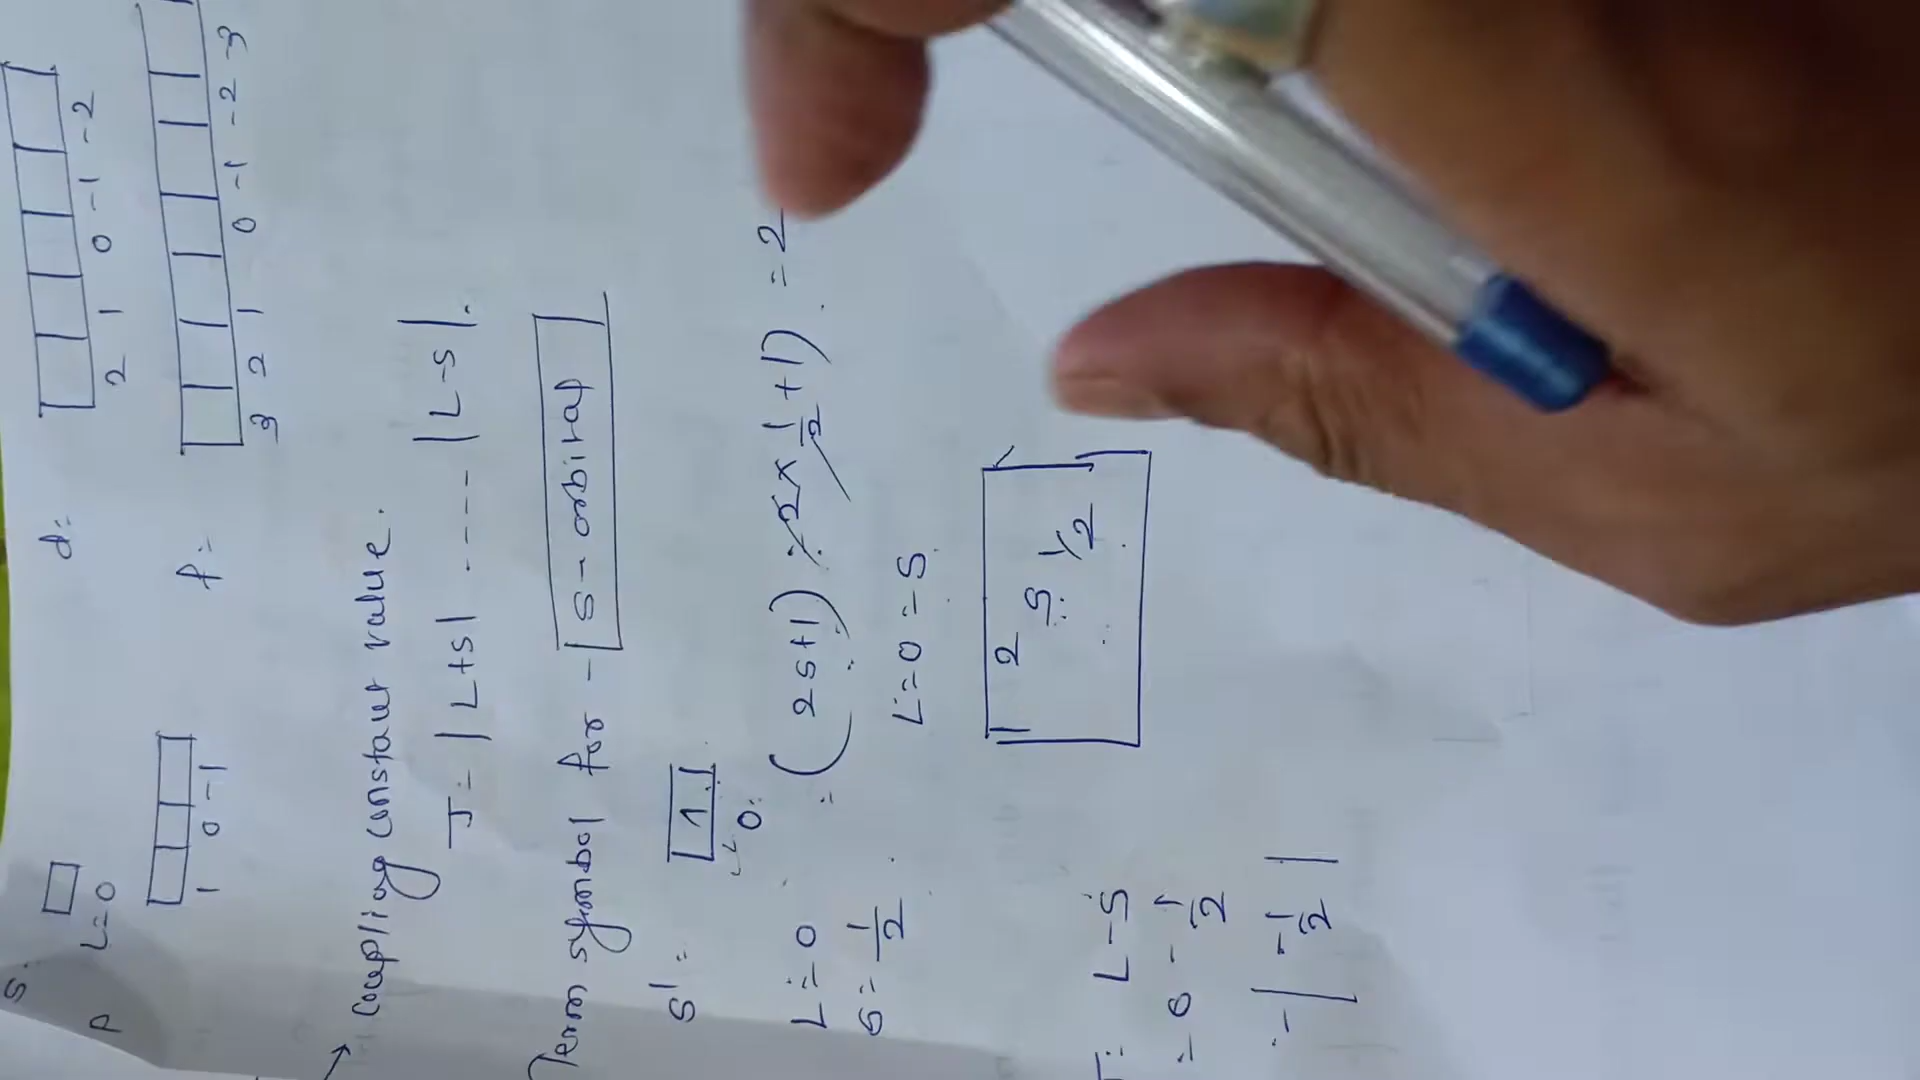 S. L=0
d:
2 1 0 -1 -2
P
1 0 -1
f=
3 2 1 0 -1 -2 -3
→ Coupling constant value.
J = |L+s| ---- |L-s|.
Term symbol for - s-orbital
s¹ =
1
0:
L = 0
S = 1/2
= (2s+1) = 2 × 1/2 + 1) = 2
L = 0 = S
2 S 1/2
J = L - S
= 0 - 1/2
= | -1/2 |